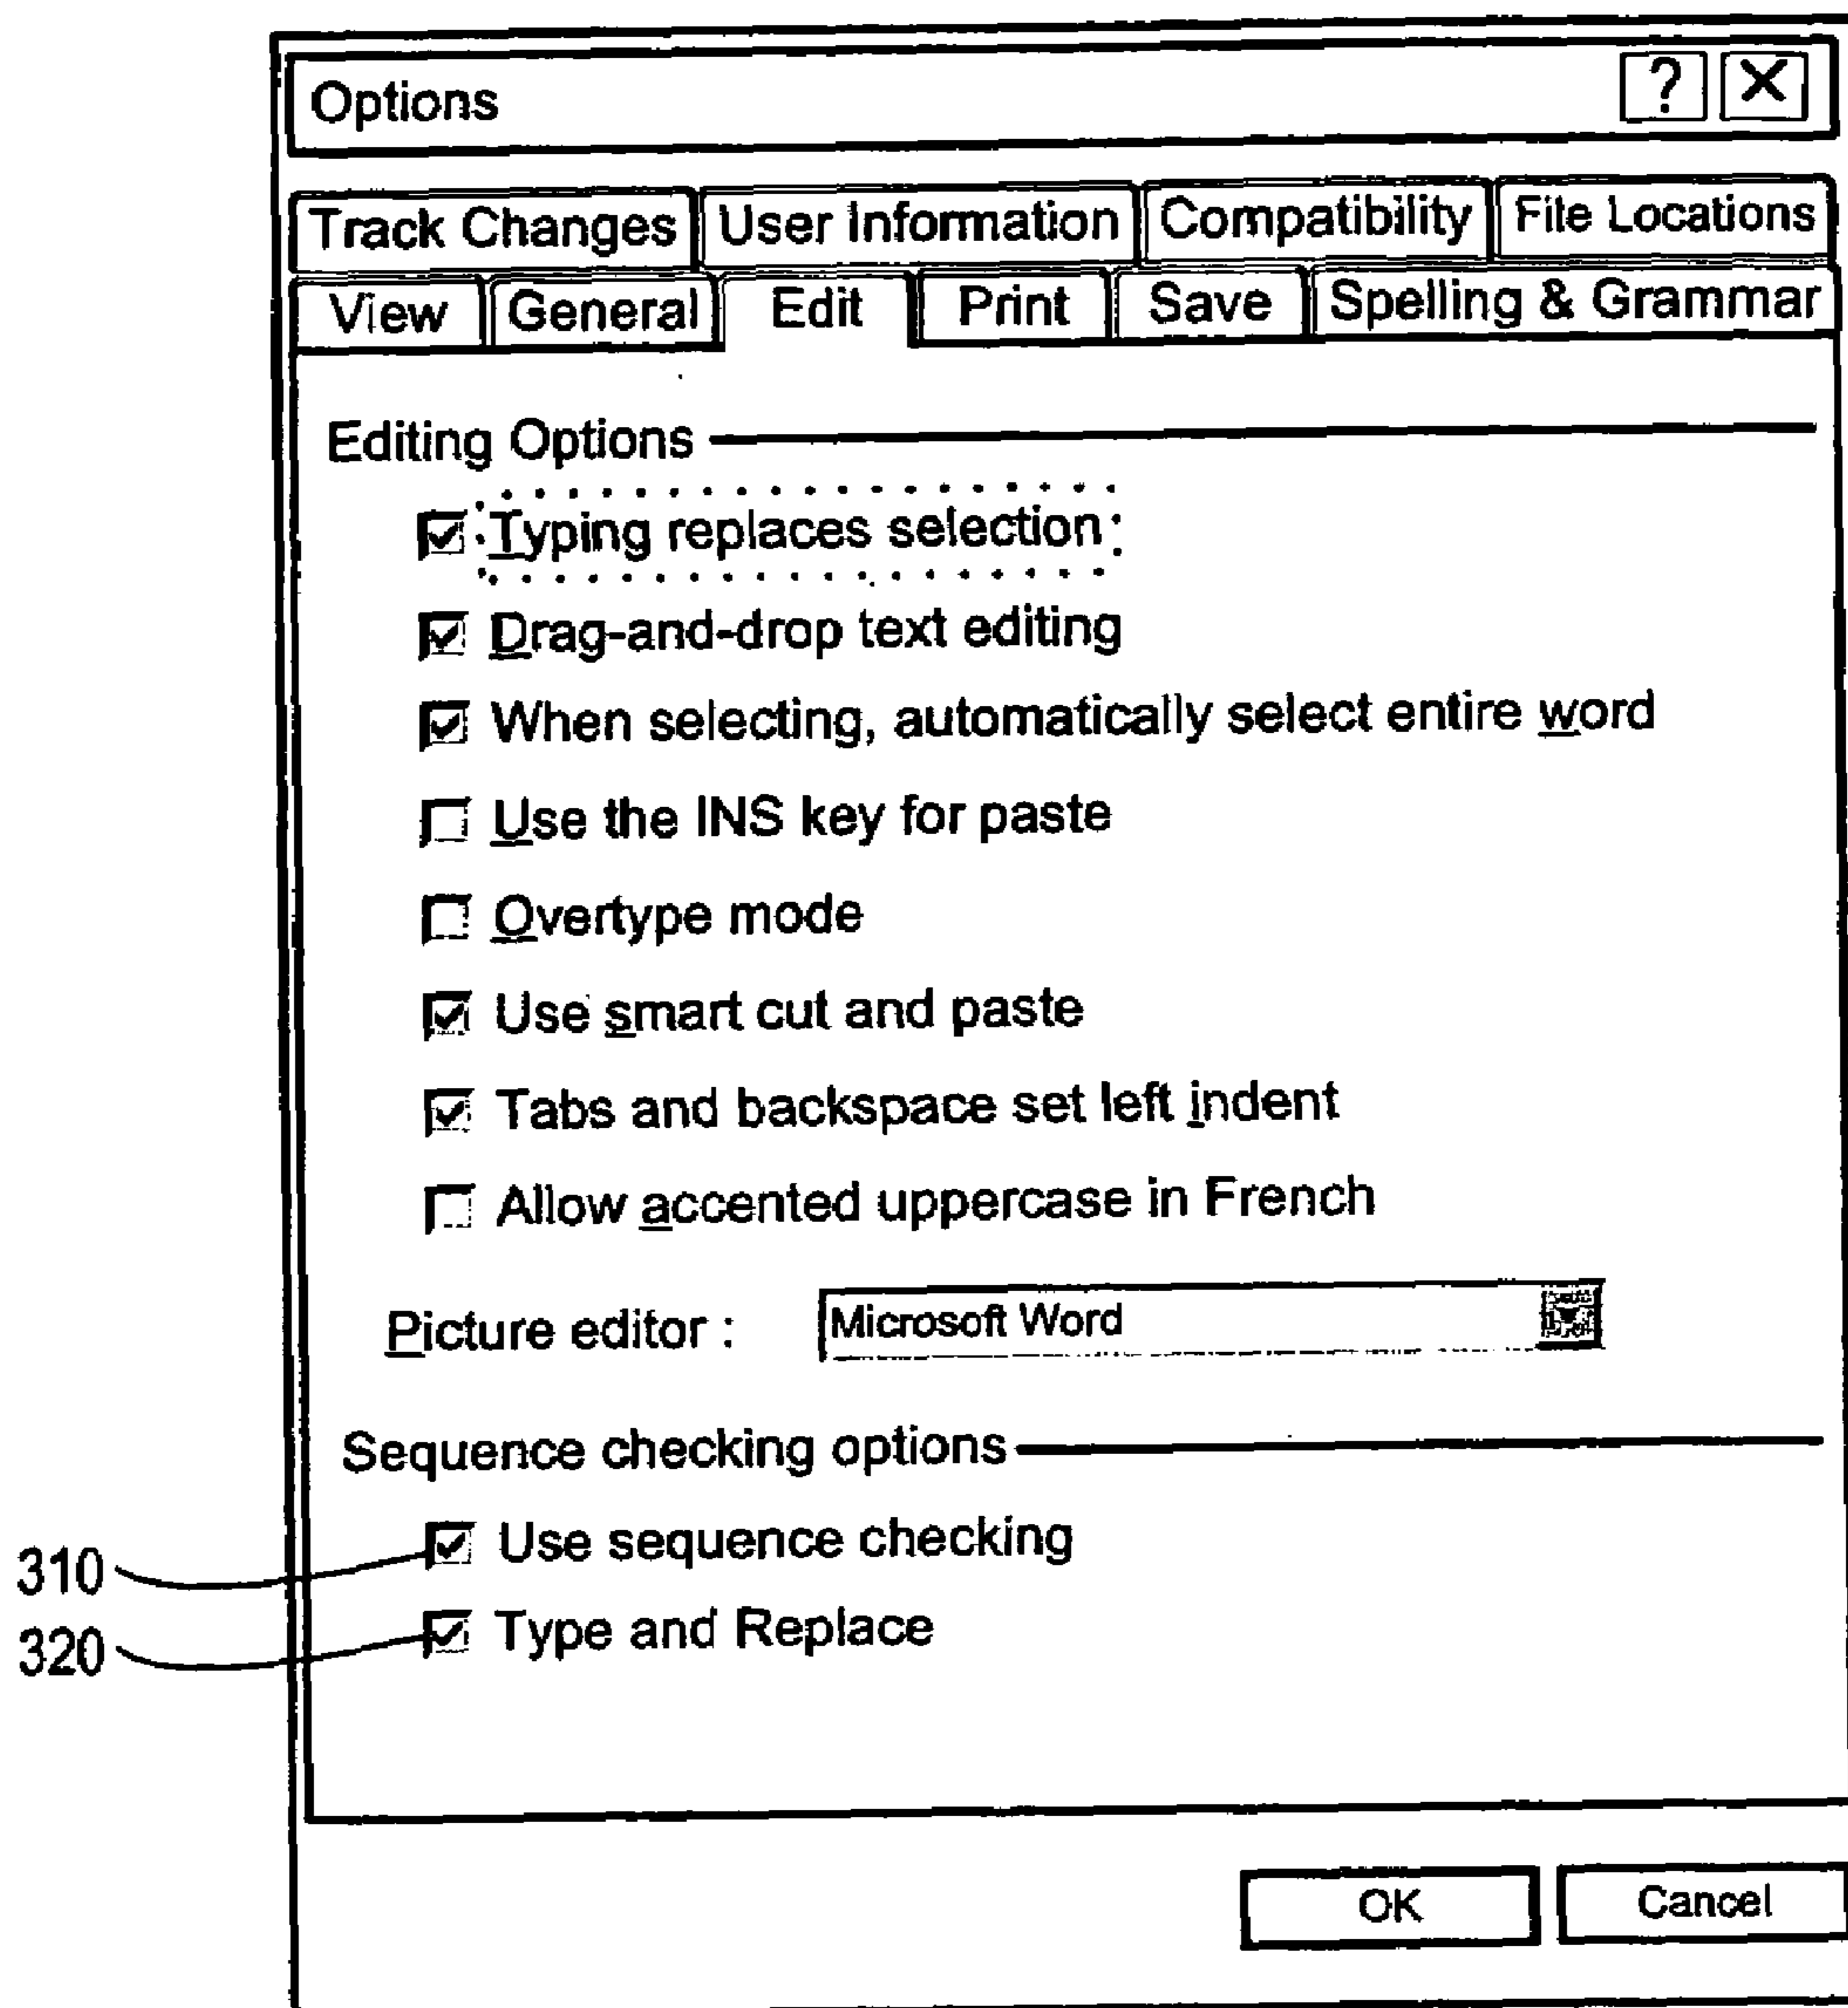 Options ? X
Track Changes User Information Compatibility File Locations
View General Edit Print Save Spelling & Grammar
Editing Options
Typing replaces selection
Drag-and-drop text editing
When selecting, automatically select entire word
Use the INS key for paste
Overtype mode
Use smart cut and paste
Tabs and backspace set left indent
Allow accented uppercase in French
Picture editor : Microsoft Word
Sequence checking options
310 Use sequence checking
320 Type and Replace
OK Cancel